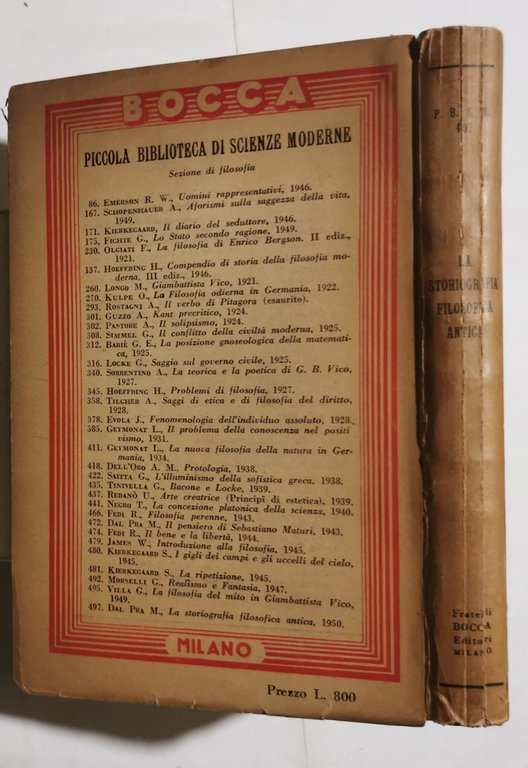 BOCCA
PICCOLA BIBLIOTECA DI SCIENZE MODERNE
Sezione di filosofia
86. EMERSON R. W., Uomini rappresentativi, 1946.
167. SCHOPENHAUER A., Aforismi sulla saggezza della vita,
1949.
171. KIERKEGAARD, Il diario del seduttore, 1946.
175. FICHTE G., Lo Stato secondo ragione, 1949.
230. OLGIATI F., La filosofia di Enrico Bergson. II ediz.,
1921.
137. HOEFFDING H., Compendio di storia della filosofia mo-
derna. III ediz., 1946.
260. LONGO M., Giambattista Vico, 1921.
270. KULPE O., La Filosofia odierna in Germania, 1922.
293. ROSTAGNI A., Il verbo di Pitagora (esaurito).
301. GUZZO A., Kant precritico, 1924.
302. PASTORE A., Il solipsismo, 1924.
308. SIMMEL G., Il conflitto della civiltà moderna, 1925.
312. BARIÈ G. E., La posizione gnoseologica della matemati-
ca, 1925.
316. LOCKE G., Saggio sul governo civile, 1925.
340. SORRENTINO A., La teorica e la poetica di G. B. Vico,
1927.
345. HOEFFDING H., Problemi di filosofia, 1927.
358. TILGHER A., Saggi di etica e di filosofia del diritto,
1928.
378. EVOLA J., Fenomenologia dell'individuo assoluto, 1928.
385. GEYMONAT L., Il problema della conoscenza nel positi
vismo, 1931.
411. GEYMONAT L., La nuova filosofia della natura in Ger-
mania, 1934.
418. DELL'ORO A. M., Protologia, 1938.
422. SAITTA G., L'illuminismo della sofistica greca, 1938.
435. TINIVELLA G., Bacone e Locke, 1939.
437. REDANÒ U., Arte creatrice (Principî di estetica), 1939.
441. NEGRO T., La concezione platonica della scienza, 1940.
466. FEDI R., Filosofia perenne, 1943.
472. DAL PRA M., Il pensiero di Sebastiano Maturi, 1943.
474. FEDI R., Il bene e la libertà, 1944.
479. JAMES W., Introduzione alla filosofia, 1945.
480. KIERKEGAARD S., I gigli dei campi e gli uccelli del cielo,
1945.
481. KIERKEGAARD S., La ripetizione, 1945.
492. MORSELLI G., Realismo e Fantasia, 1947.
495. VILLA G., La filosofia del mito in Giambattista Vico,
1949.
497. DAL PRA M., La storiografia filosofica antica, 1950.
MILANO
Prezzo L. 800
P. B. S. M.
497
LA
STORIOGRAFIA
FILOSOFICA
ANTICA
Fratelli
BOCCA
Editori
MILANO